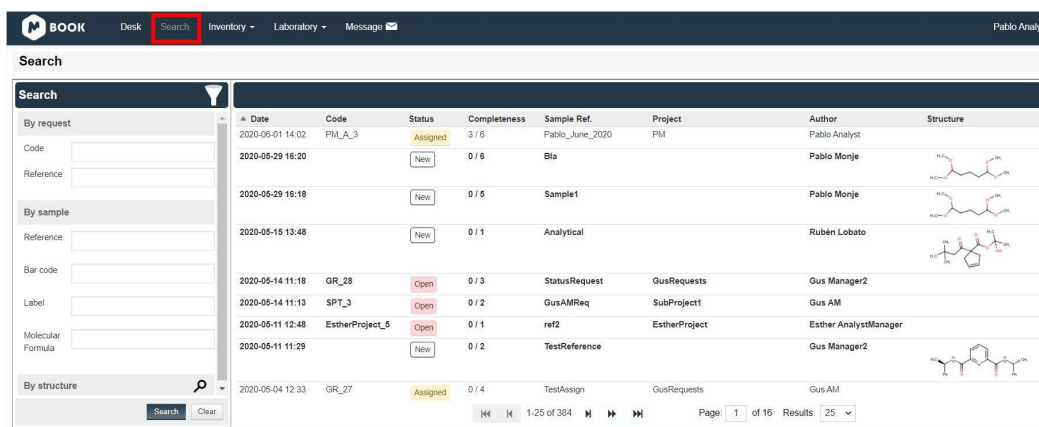 BOOK Desk Search Inventory Laboratory Message Pablo Analy
Search
Search
By request
Code
Reference
By sample
Reference
Bar code
Label
Molecular
Formula
By structure
Search Clear
Date Code Status Completeness Sample Ref. Project Author Structure
2020-06-01 14:02 PM_A_3 Assigned 3 / 6 Pablo_June_2020 PM Pablo Analyst
2020-05-29 16:20 New 0 / 6 Bla Pablo Monje
2020-05-29 16:18 New 0 / 5 Sample1 Pablo Monje
2020-05-15 13:48 New 0 / 1 Analytical Rubén Lobato
2020-05-14 11:18 GR_28 Open 0 / 3 StatusRequest GusRequests Gus Manager2
2020-05-14 11:13 SPT_3 Open 0 / 2 GusAMReq SubProject1 Gus AM
2020-05-11 12:48 EstherProject_5 Open 0 / 1 ref2 EstherProject Esther AnalystManager
2020-05-11 11:29 New 0 / 2 TestReference Gus Manager2
2020-05-04 12:33 GR_27 Assigned 0 / 4 TestAssign GusRequests Gus AM
1-25 of 384 Page: 1 of 16 Results: 25